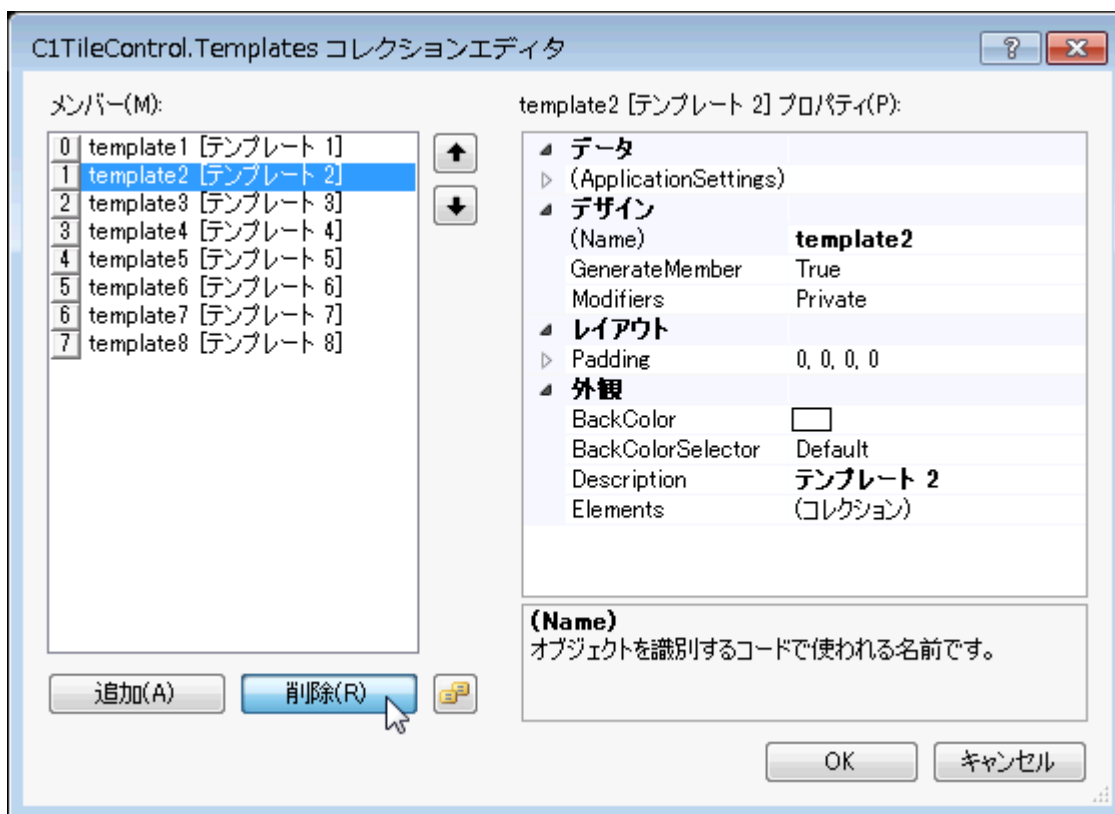 C1TileControl.Templates コレクションエディタ
メンバー(M):
0 template1 [テンプレート 1]
1 template2 [テンプレート 2]
2 template3 [テンプレート 3]
3 template4 [テンプレート 4]
4 template5 [テンプレート 5]
5 template6 [テンプレート 6]
6 template7 [テンプレート 7]
7 template8 [テンプレート 8]
追加(A)
削除(R)
template2 [テンプレート 2] プロパティ(P):
データ
(ApplicationSettings)
デザイン
(Name) template2
GenerateMember True
Modifiers Private
レイアウト
Padding 0, 0, 0, 0
外観
BackColor
BackColorSelector Default
Description テンプレート 2
Elements (コレクション)
(Name)
オブジェクトを識別するコードで使われる名前です。
OK
キャンセル